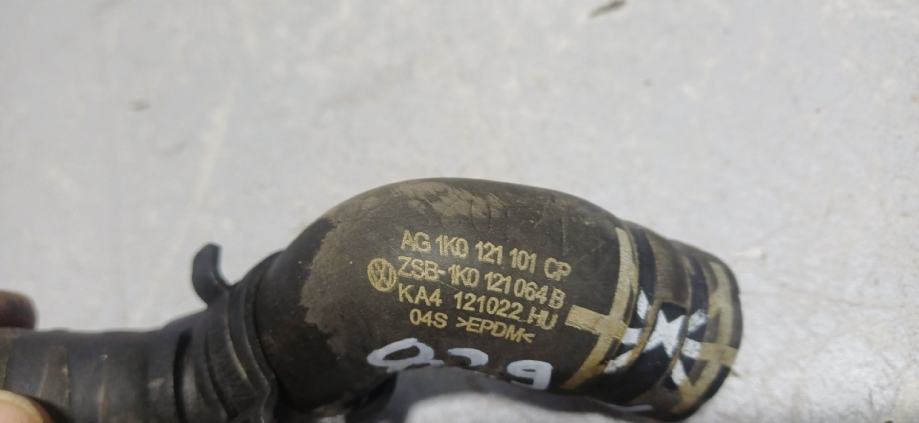 AG 1K0 121 101 CP
ZSB-1K0 121 064 B
KA4 121022 HU
04S >EPDM<